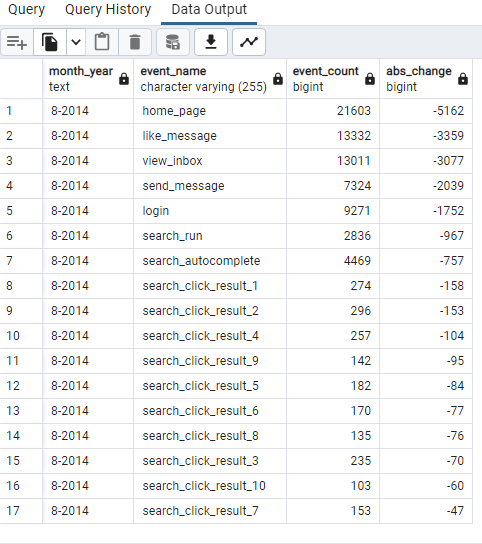 Query Query History Data Output
month_year text event_name character varying (255) event_count bigint abs_change bigint
1 8-2014 home_page 21603 -5162
2 8-2014 like_message 13332 -3359
3 8-2014 view_inbox 13011 -3077
4 8-2014 send_message 7324 -2039
5 8-2014 login 9271 -1752
6 8-2014 search_run 2836 -967
7 8-2014 search_autocomplete 4469 -757
8 8-2014 search_click_result_1 274 -158
9 8-2014 search_click_result_2 296 -153
10 8-2014 search_click_result_4 257 -104
11 8-2014 search_click_result_9 142 -95
12 8-2014 search_click_result_5 182 -84
13 8-2014 search_click_result_6 170 -77
14 8-2014 search_click_result_8 135 -76
15 8-2014 search_click_result_3 235 -70
16 8-2014 search_click_result_10 103 -60
17 8-2014 search_click_result_7 153 -47